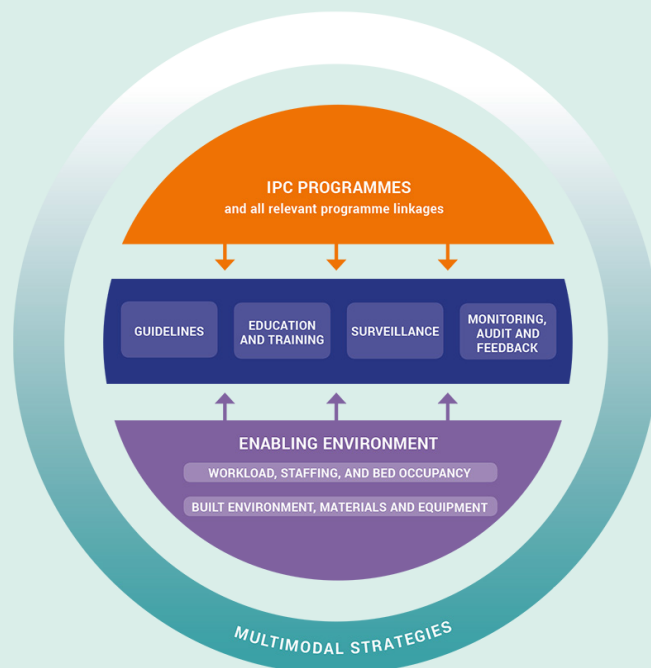 IPC PROGRAMMES
and all relevant programme linkages
GUIDELINES
EDUCATION
AND TRAINING
SURVEILLANCE
MONITORING,
AUDIT AND
FEEDBACK
ENABLING ENVIRONMENT
WORKLOAD, STAFFING, AND BED OCCUPANCY
BUILT ENVIRONMENT, MATERIALS AND EQUIPMENT
MULTIMODAL STRATEGIES